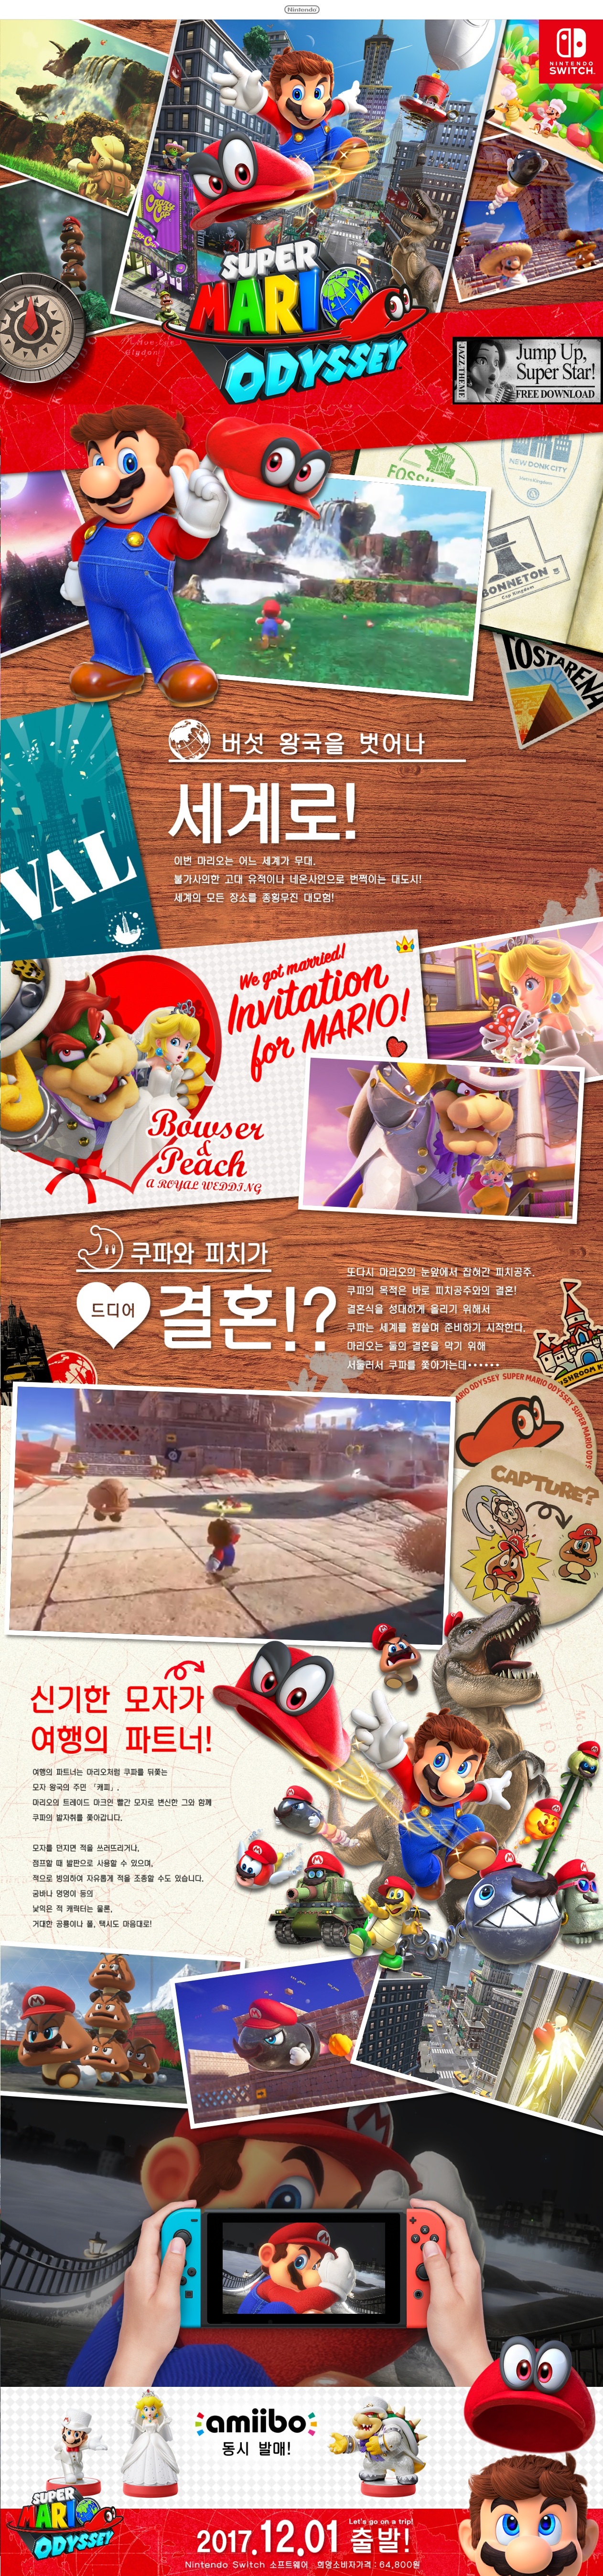 Nintendo
NINTENDO
SWITCH
Crazy
Cap
SUPER
MARIO
ODYSSEY
JAZZ THEME
Jump Up,
Super Star!
FREE DOWNLOAD
FOSSIL
NEW DONK CITY
BONNETON
Cap Kingdom
TOSTARENA
버섯 왕국을 벗어나
세계로!
이번 마리오는 어느 세계가 무대.
불가사의한 고대 유적이나 네온사인으로 번쩍이는 대도시!
세계의 모든 장소를 종횡무진 대모험!
VAL
We got married!
Invitation
for MARIO!
Bowser
&
Peach
A ROYAL WEDDING
쿠파와 피치가
드디어
결혼!?
또다시 마리오의 눈앞에서 잡혀간 피치공주.
쿠파의 목적은 바로 피치공주와의 결혼!
결혼식을 성대하게 올리기 위해서
쿠파는 세계를 휩쓸며 준비하기 시작한다.
마리오는 둘의 결혼을 막기 위해
서둘러서 쿠파를 쫓아가는데••••••
SHROOM K
MARIO ODYSSEY SUPER MARIO ODYSSEY SUPER MARIO ODYS
CAPTURE?
신기한 모자가
여행의 파트너!
여행의 파트너는 마리오처럼 쿠파를 뒤쫓는
모자 왕국의 주민 「캐피」.
마리오의 트레이드 마크인 빨간 모자로 변신한 그와 함께
쿠파의 발자취를 쫓아갑니다.
모자를 던지면 적을 쓰러뜨리거나,
점프할 때 발판으로 사용할 수 있으며,
적으로 빙의하여 자유롭게 적을 조종할 수도 있습니다.
굼바나 멍멍이 등의
낯익은 적 캐릭터는 물론,
거대한 공룡이나 폴, 택시도 마음대로!
amiibo
동시 발매!
SUPER
MARIO
ODYSSEY
Let's go on a trip!
2017.12.01 출발!
Nintendo Switch 소프트웨어 희망소비자가격 : 64,800원